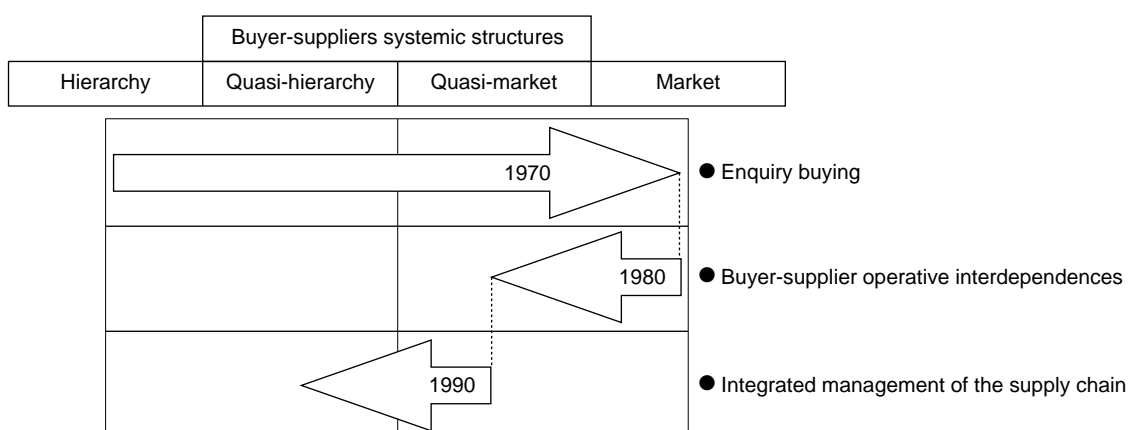 Buyer-suppliers systemic structures
Hierarchy Quasi-hierarchy Quasi-market Market
1970 ● Enquiry buying
1980 ● Buyer-supplier operative interdependences
1990 ● Integrated management of the supply chain